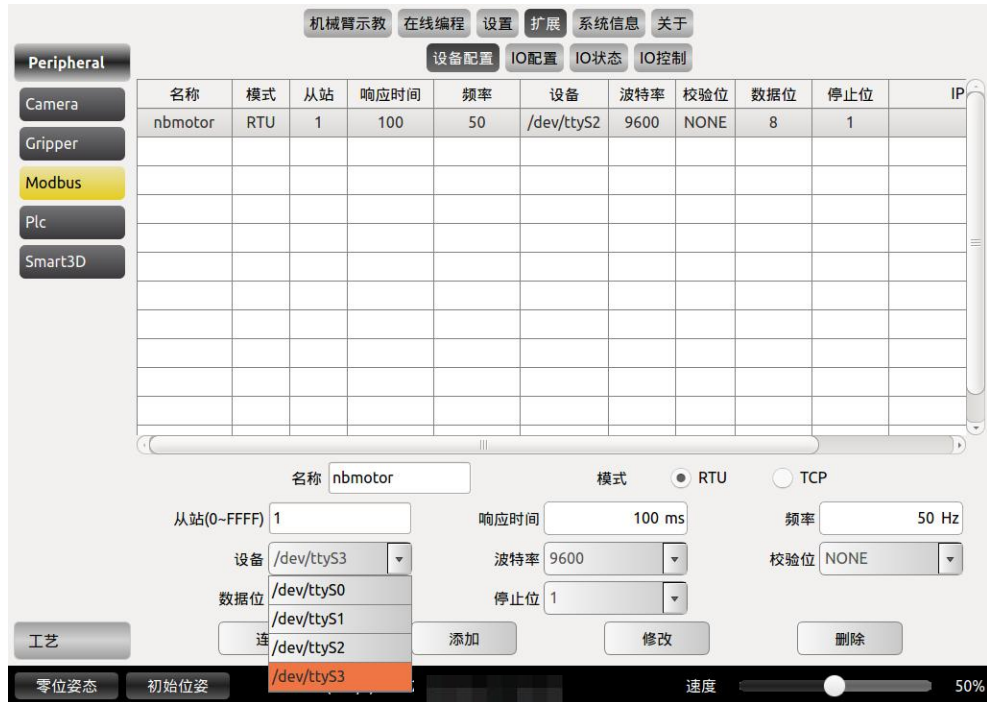 机械臂示教 在线编程 设置 扩展 系统信息 关于
Peripheral 设备配置 IO配置 IO状态 IO控制
名称 模式 从站 响应时间 频率 设备 波特率 校验位 数据位 停止位 IP
nbmotor RTU 1 100 50 /dev/ttyS2 9600 NONE 8 1
Camera
Gripper
Modbus
Plc
Smart3D
名称 nbmotor 模式 RTU TCP
从站(0~FFFF) 1 响应时间 100 ms 频率 50 Hz
设备 /dev/ttyS3 波特率 9600 校验位 NONE
数据位 停止位 1
/dev/ttyS0
/dev/ttyS1
/dev/ttyS2
/dev/ttyS3
工艺 连 添加 修改 删除
零位姿态 初始位姿 速度 50%